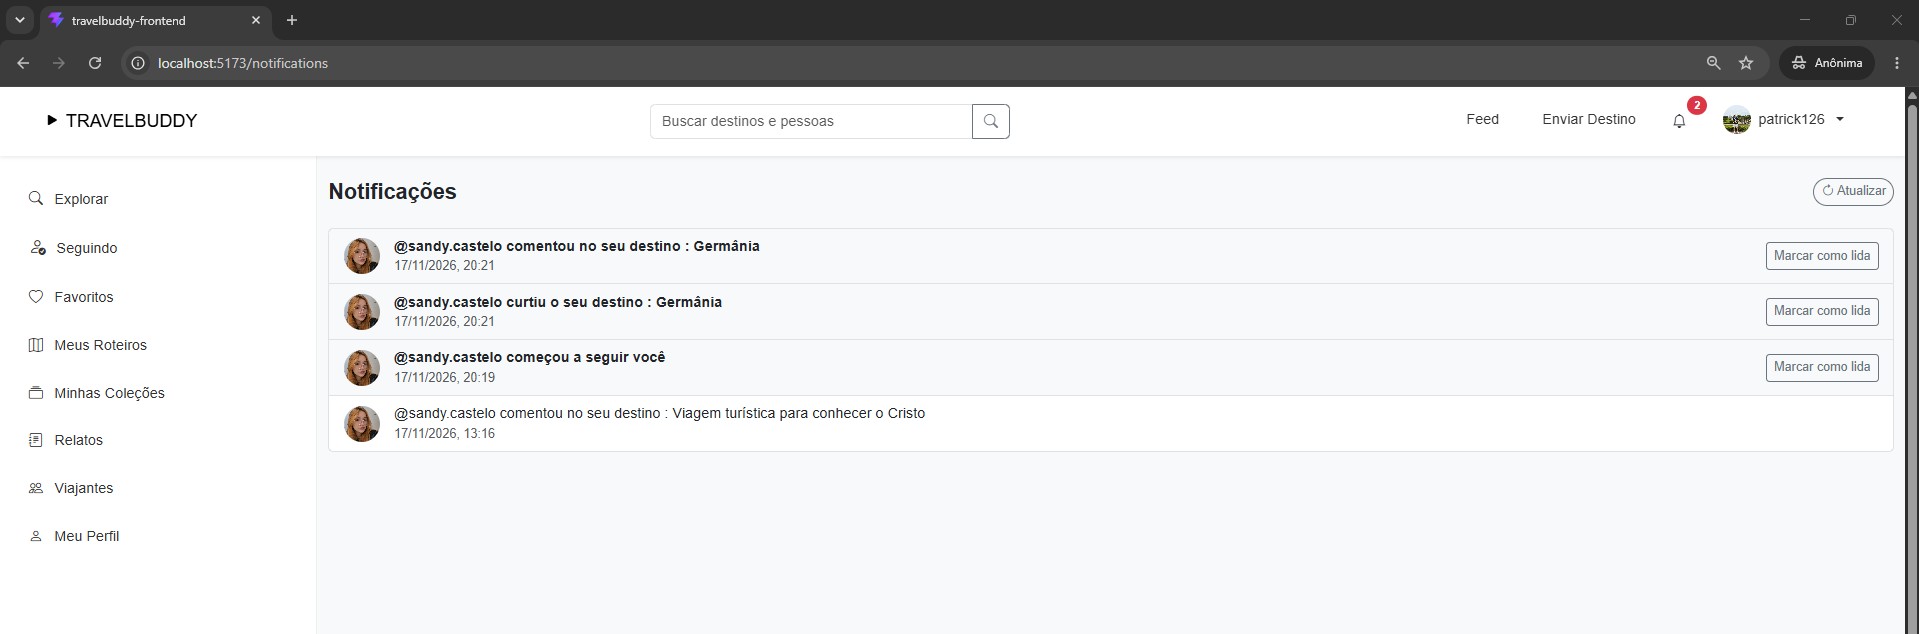 travelbuddy-frontend
localhost:5173/notifications
Anônima
TRAVELBUDDY
Buscar destinos e pessoas
Feed
Enviar Destino
2
patrick126
Explorar
Seguindo
Favoritos
Meus Roteiros
Minhas Coleções
Relatos
Viajantes
Meu Perfil
Notificações
Atualizar
@sandy.castelo comentou no seu destino : Germânia
17/11/2026, 20:21
Marcar como lida
@sandy.castelo curtiu o seu destino : Germânia
17/11/2026, 20:21
Marcar como lida
@sandy.castelo começou a seguir você
17/11/2026, 20:19
Marcar como lida
@sandy.castelo comentou no seu destino : Viagem turística para conhecer o Cristo
17/11/2026, 13:16